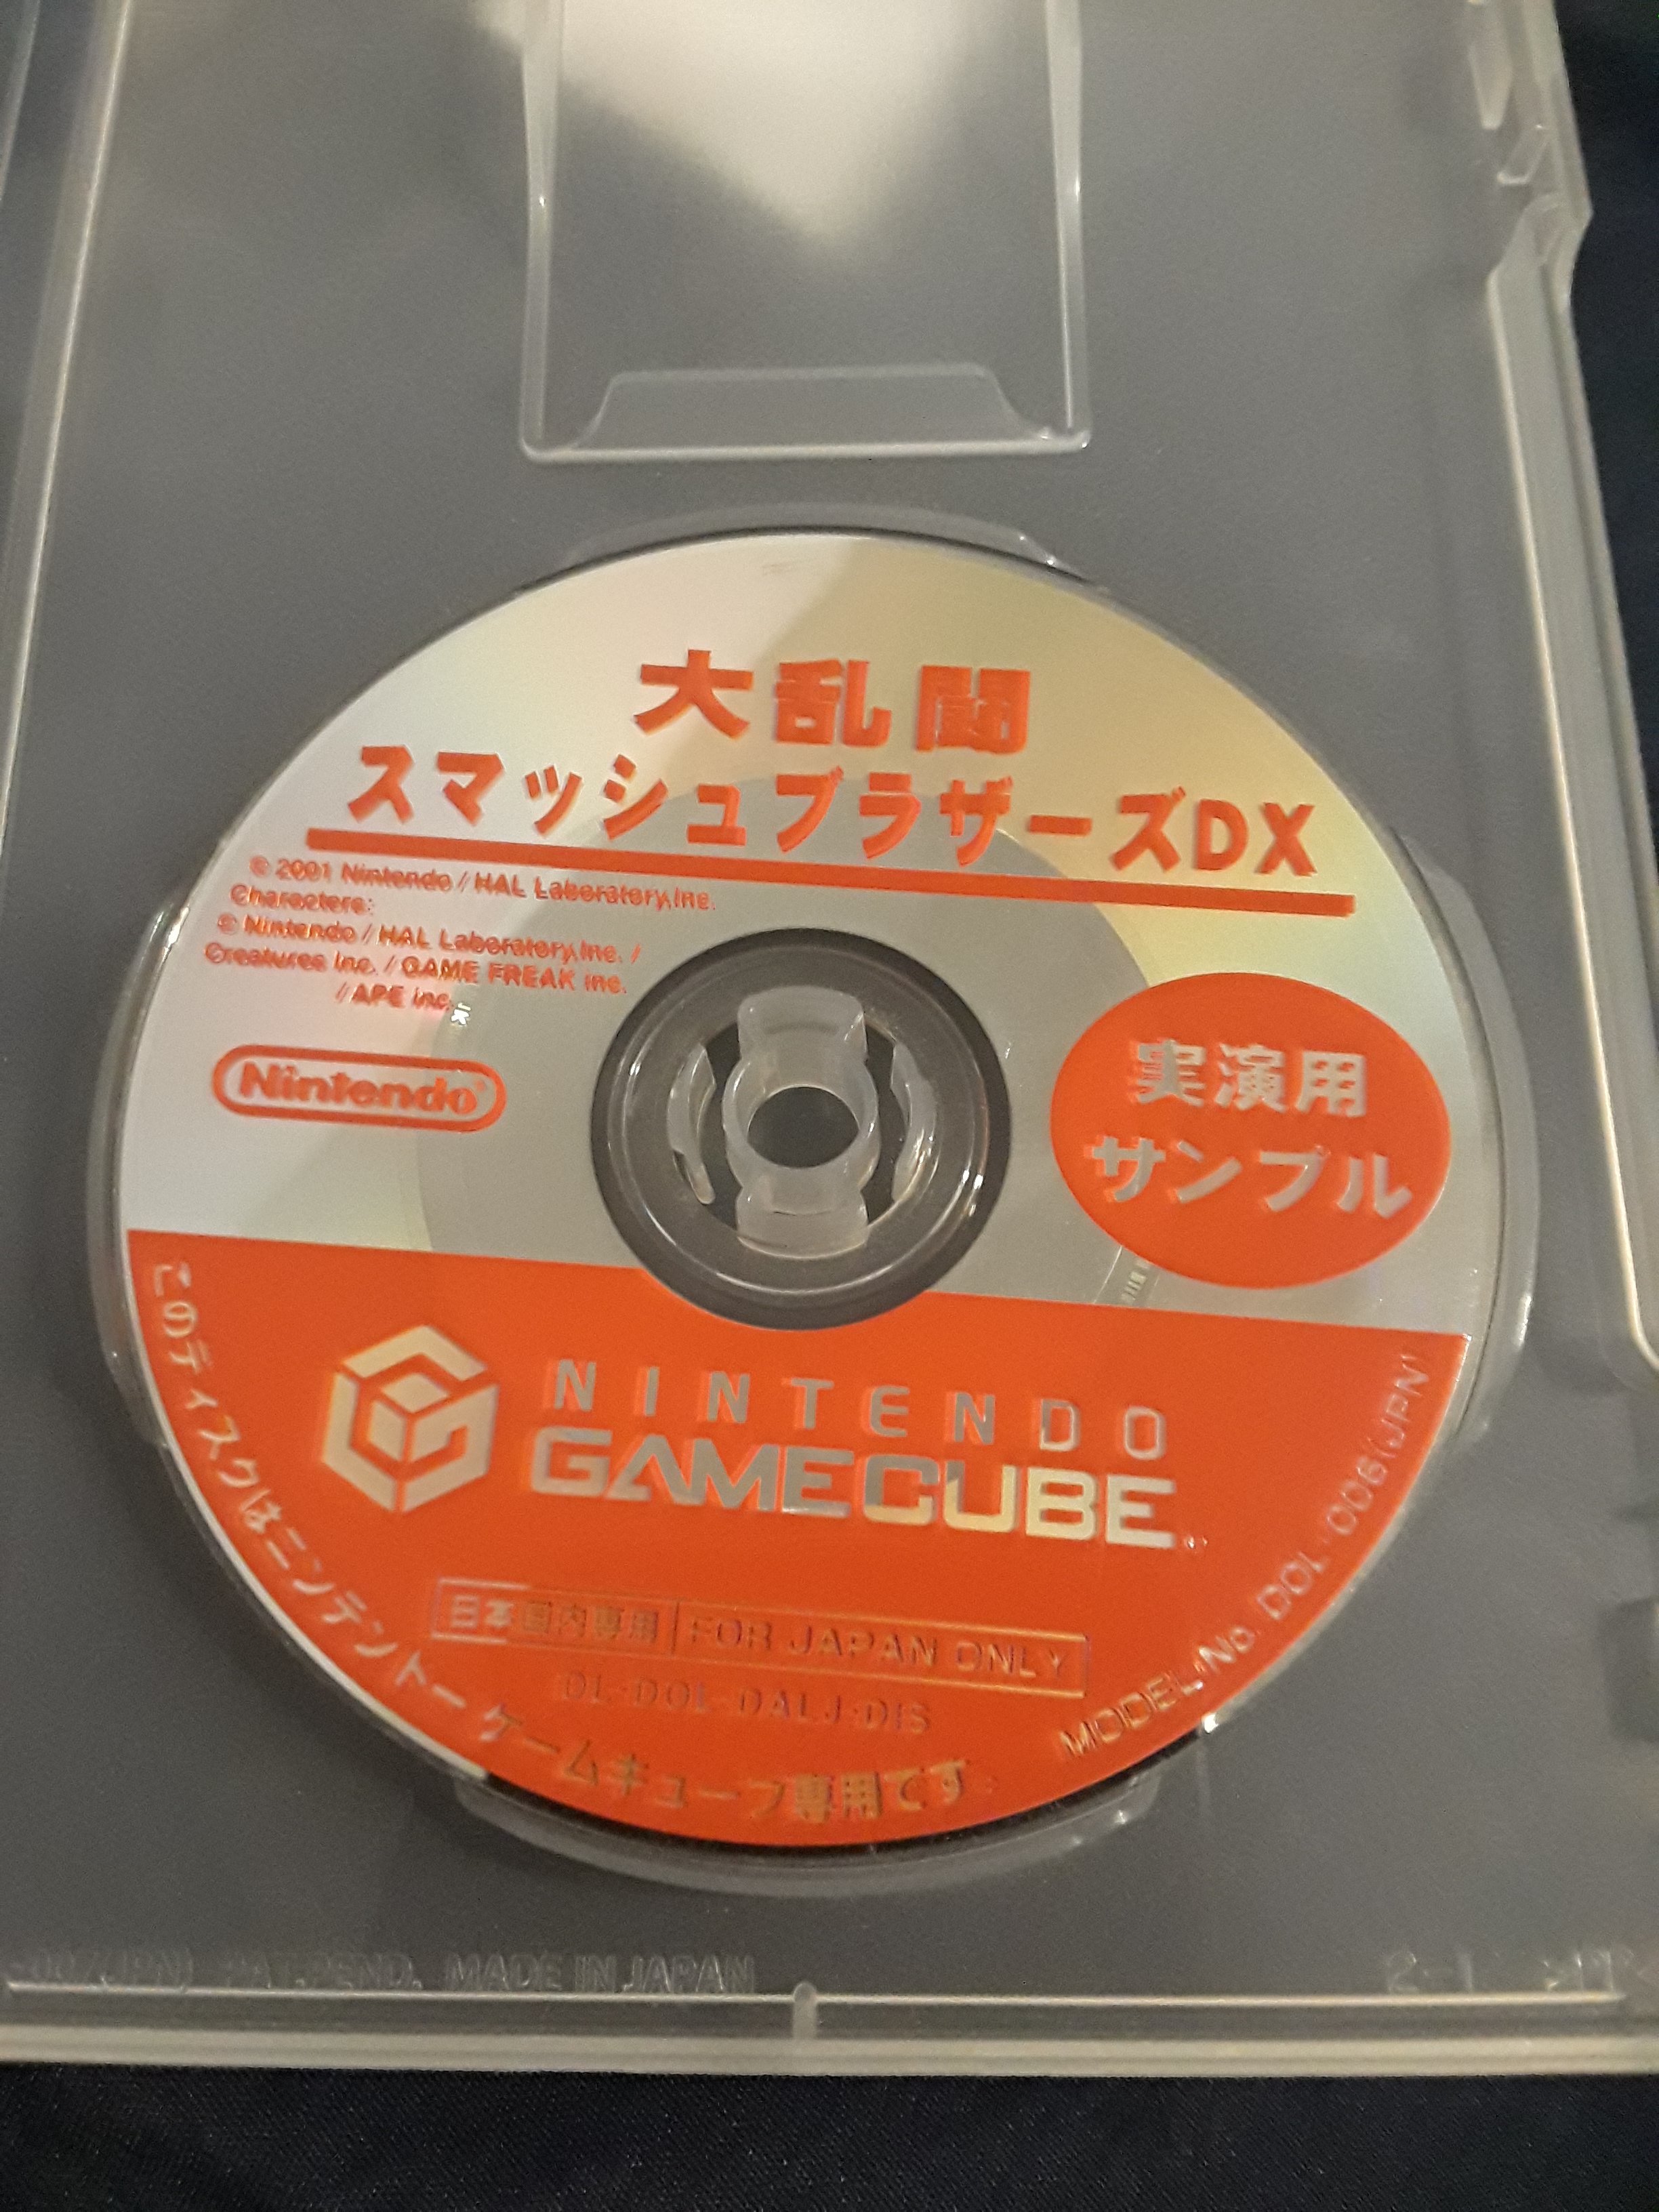 大乱闘
スマッシュブラザーズDX
© 2001 Nintendo / HAL Laboratory,Inc.
Characters:
© Nintendo / HAL Laboratory,Inc. /
Creatures Inc. / GAME FREAK inc.
/ APE inc.
JK
Nintendo
実演用
サンプル
NINTENDO
GAMECUBE
日本国内専用 FOR JAPAN ONLY
DL-DOL-DALJ-DIS
このディスクはニンテンドーゲームキューブ専用です
MODEL No. DOL-006(JPN)
(JPN) PAT.PEND. MADE IN JAPAN